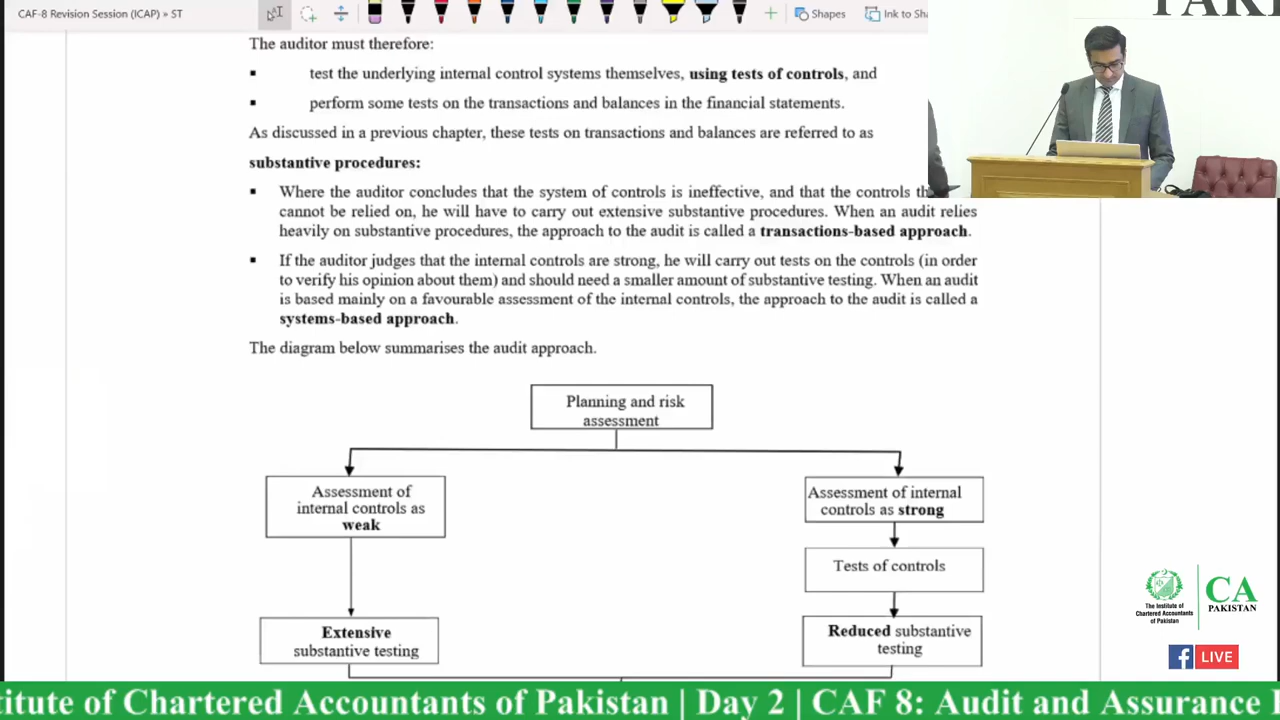 CAF-8 Revision Session (ICAP) » ST
Shapes
Ink to
The auditor must therefore:
▪ test the underlying internal control systems themselves, using tests of controls, and
▪ perform some tests on the transactions and balances in the financial statements.
As discussed in a previous chapter, these tests on transactions and balances are referred to as
substantive procedures:
▪ Where the auditor concludes that the system of controls is ineffective, and that the controls
cannot be relied on, he will have to carry out extensive substantive procedures. When an audit relies
heavily on substantive procedures, the approach to the audit is called a transactions-based approach.
▪ If the auditor judges that the internal controls are strong, he will carry out tests on the controls (in order
to verify his opinion about them) and should need a smaller amount of substantive testing. When an audit
is based mainly on a favourable assessment of the internal controls, the approach to the audit is called a
systems-based approach.
The diagram below summarises the audit approach.
Planning and risk
assessment
Assessment of
internal controls as
weak
Assessment of internal
controls as strong
Tests of controls
Extensive
substantive testing
Reduced substantive
testing
The Institute of
Chartered Accountants
of Pakistan
CA
PAKISTAN
f LIVE
titute of Chartered Accountants of Pakistan | Day 2 | CAF 8: Audit and Assurance